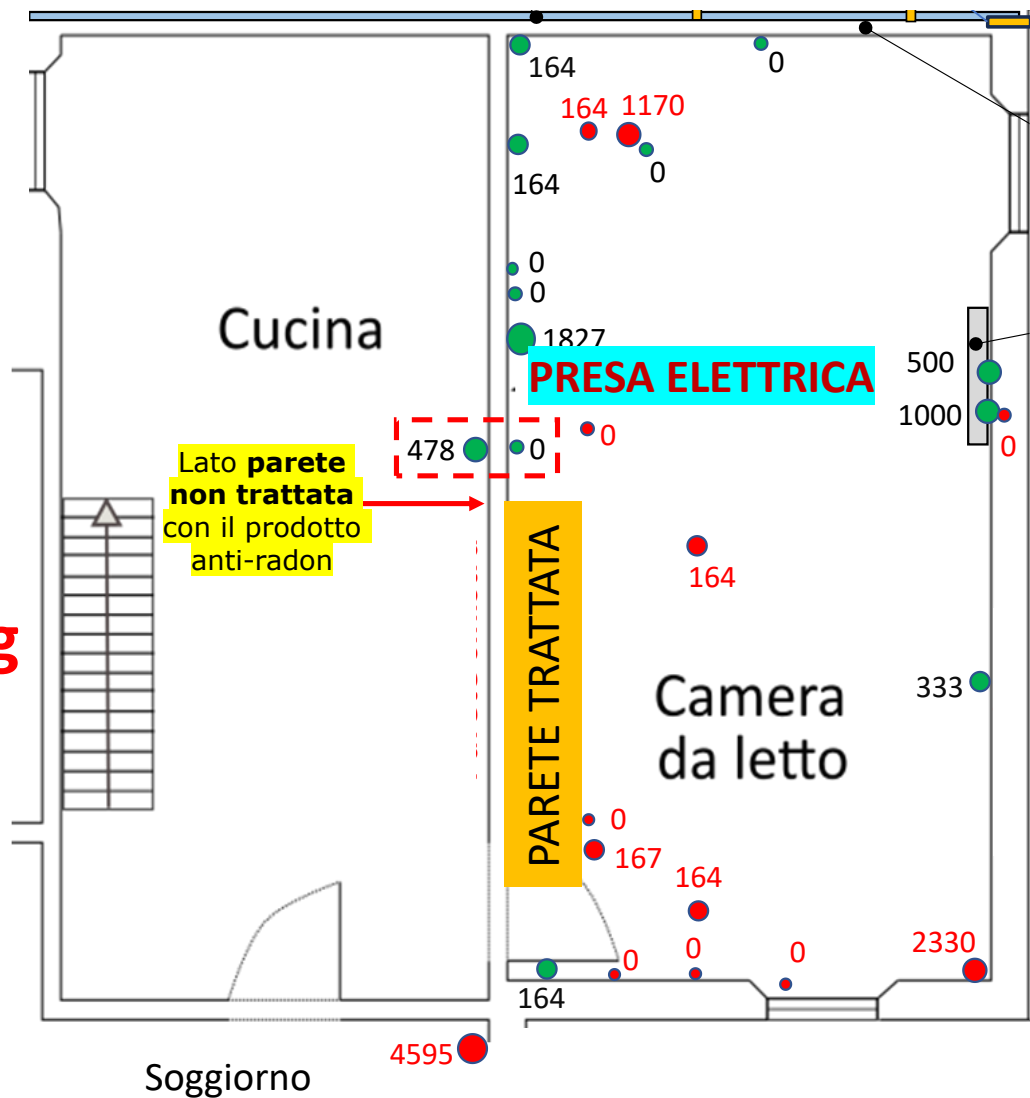 164
0
164 1170
164
0
0
0
Cucina
1827
PRESA ELETTRICA
500
1000
0
0
478
0
Lato parete
non trattata
con il prodotto
anti-radon
164
PARETE TRATTATA
g
Camera
da letto
333
0
167
164
2330
0
0
0
164
4595
Soggiorno